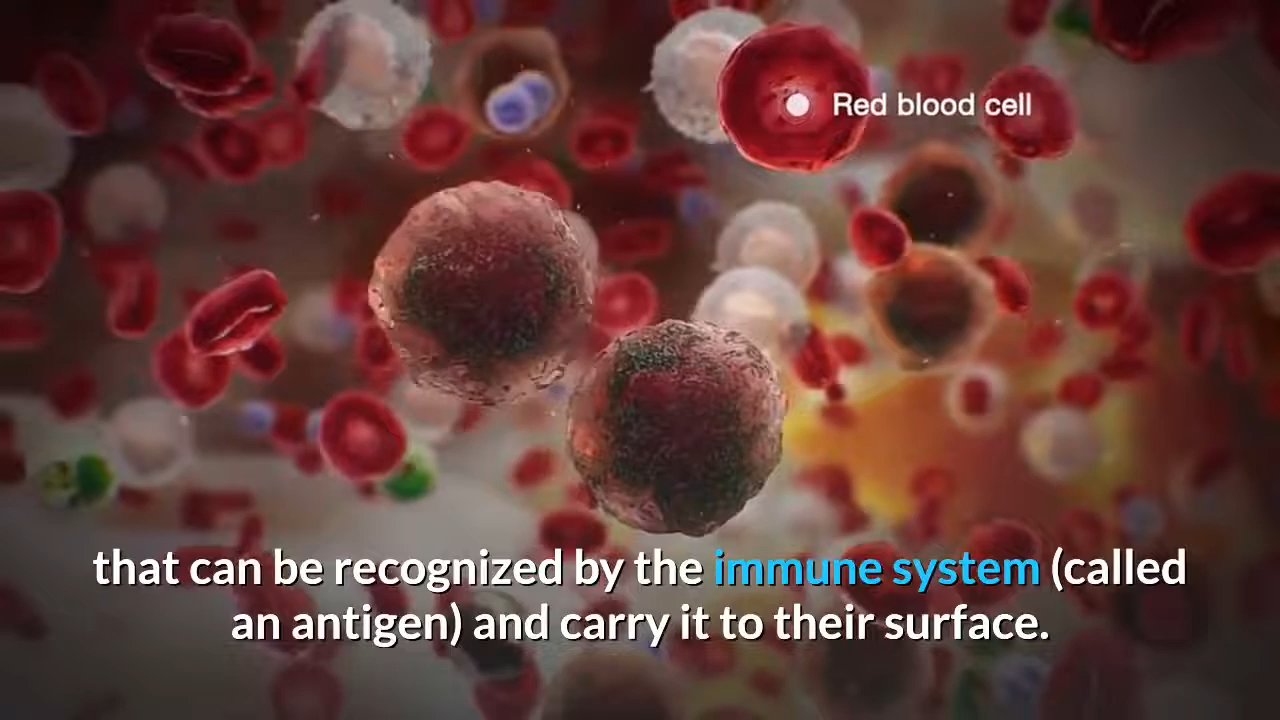 Red blood cell
that can be recognized by the immune system (called
an antigen) and carry it to their surface.